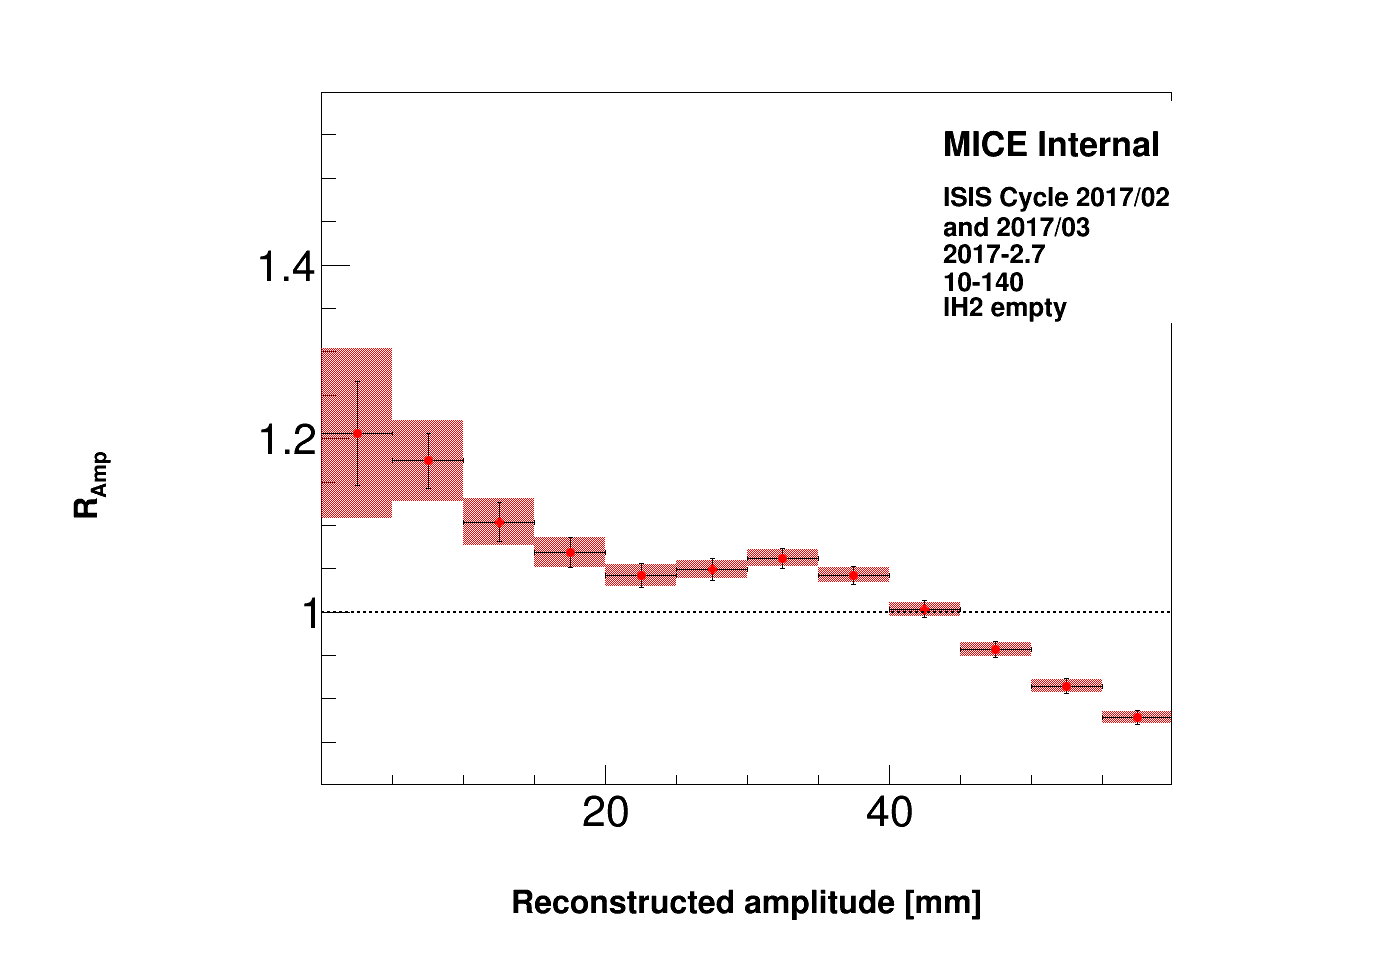 MICE Internal
ISIS Cycle 2017/02
and 2017/03
2017-2.7
10-140
lH2 empty
1.4
1.2
1
R_Amp
20
40
Reconstructed amplitude [mm]